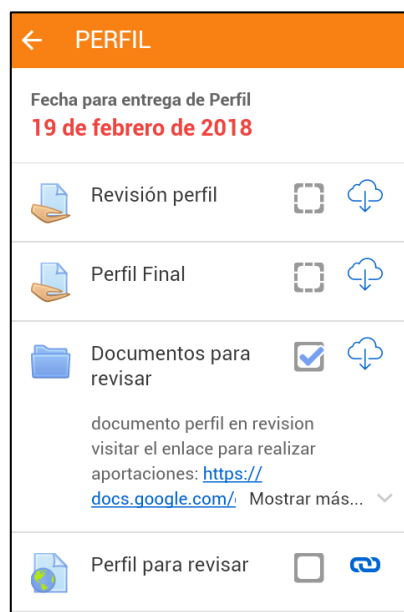 PERFIL
Fecha para entrega de Perfil
19 de febrero de 2018
Revisión perfil
Perfil Final
Documentos para
revisar
documento perfil en revision
visitar el enlace para realizar
aportaciones: https://
docs.google.com/ Mostrar más...
Perfil para revisar